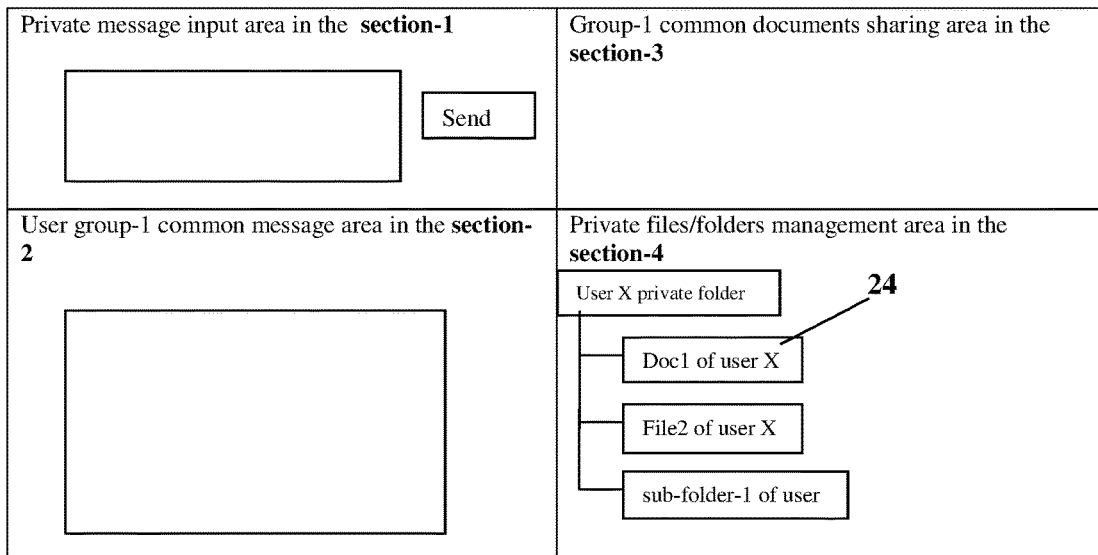 Private message input area in the section-1
Send
Group-1 common documents sharing area in the
section-3
User group-1 common message area in the section-
2
Private files/folders management area in the
section-4
User X private folder
24
Doc1 of user X
File2 of user X
sub-folder-1 of user